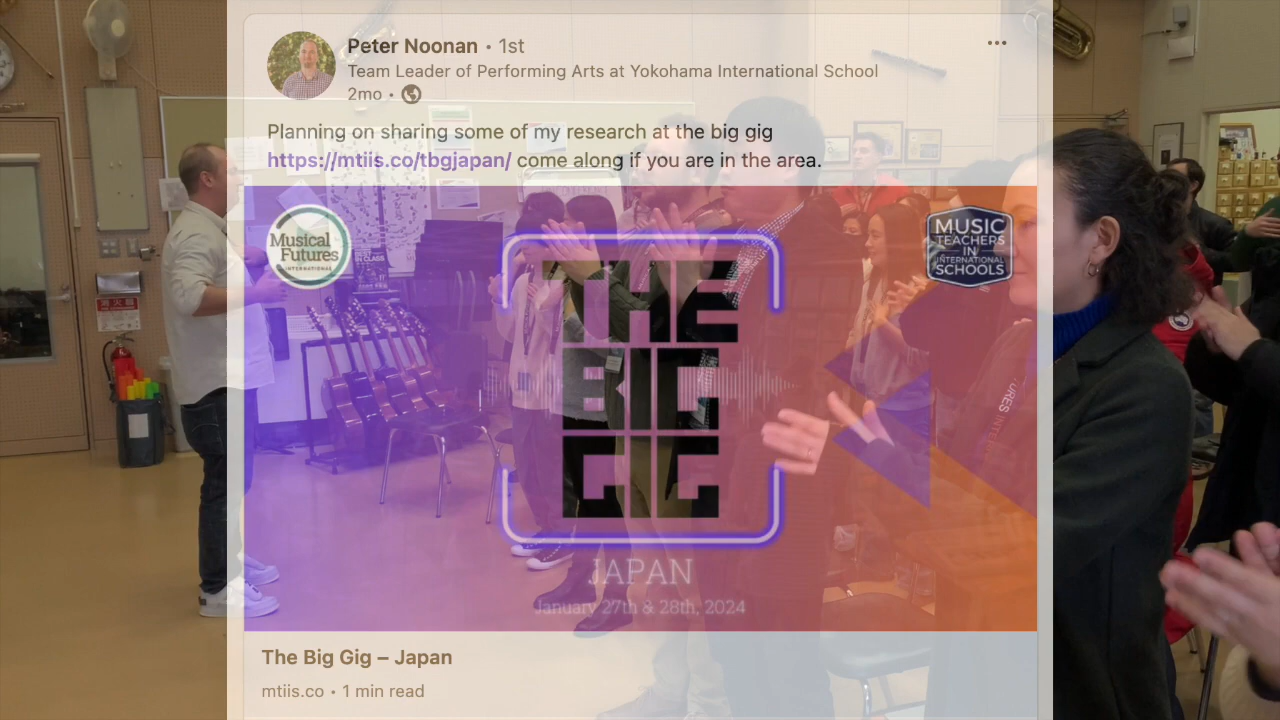 Peter Noonan • 1st
Team Leader of Performing Arts at Yokohama International School
2mo •
Planning on sharing some of my research at the big gig
https://mtiis.co/tbgjapan/ come along if you are in the area.
Musical
Futures
INTERNATIONAL
MUSIC
TEACHERS
IN
INTERNATIONAL
SCHOOLS
THE
BIG
GIG
JAPAN
January 27th & 28th, 2024
The Big Gig – Japan
mtiis.co • 1 min read
消火器